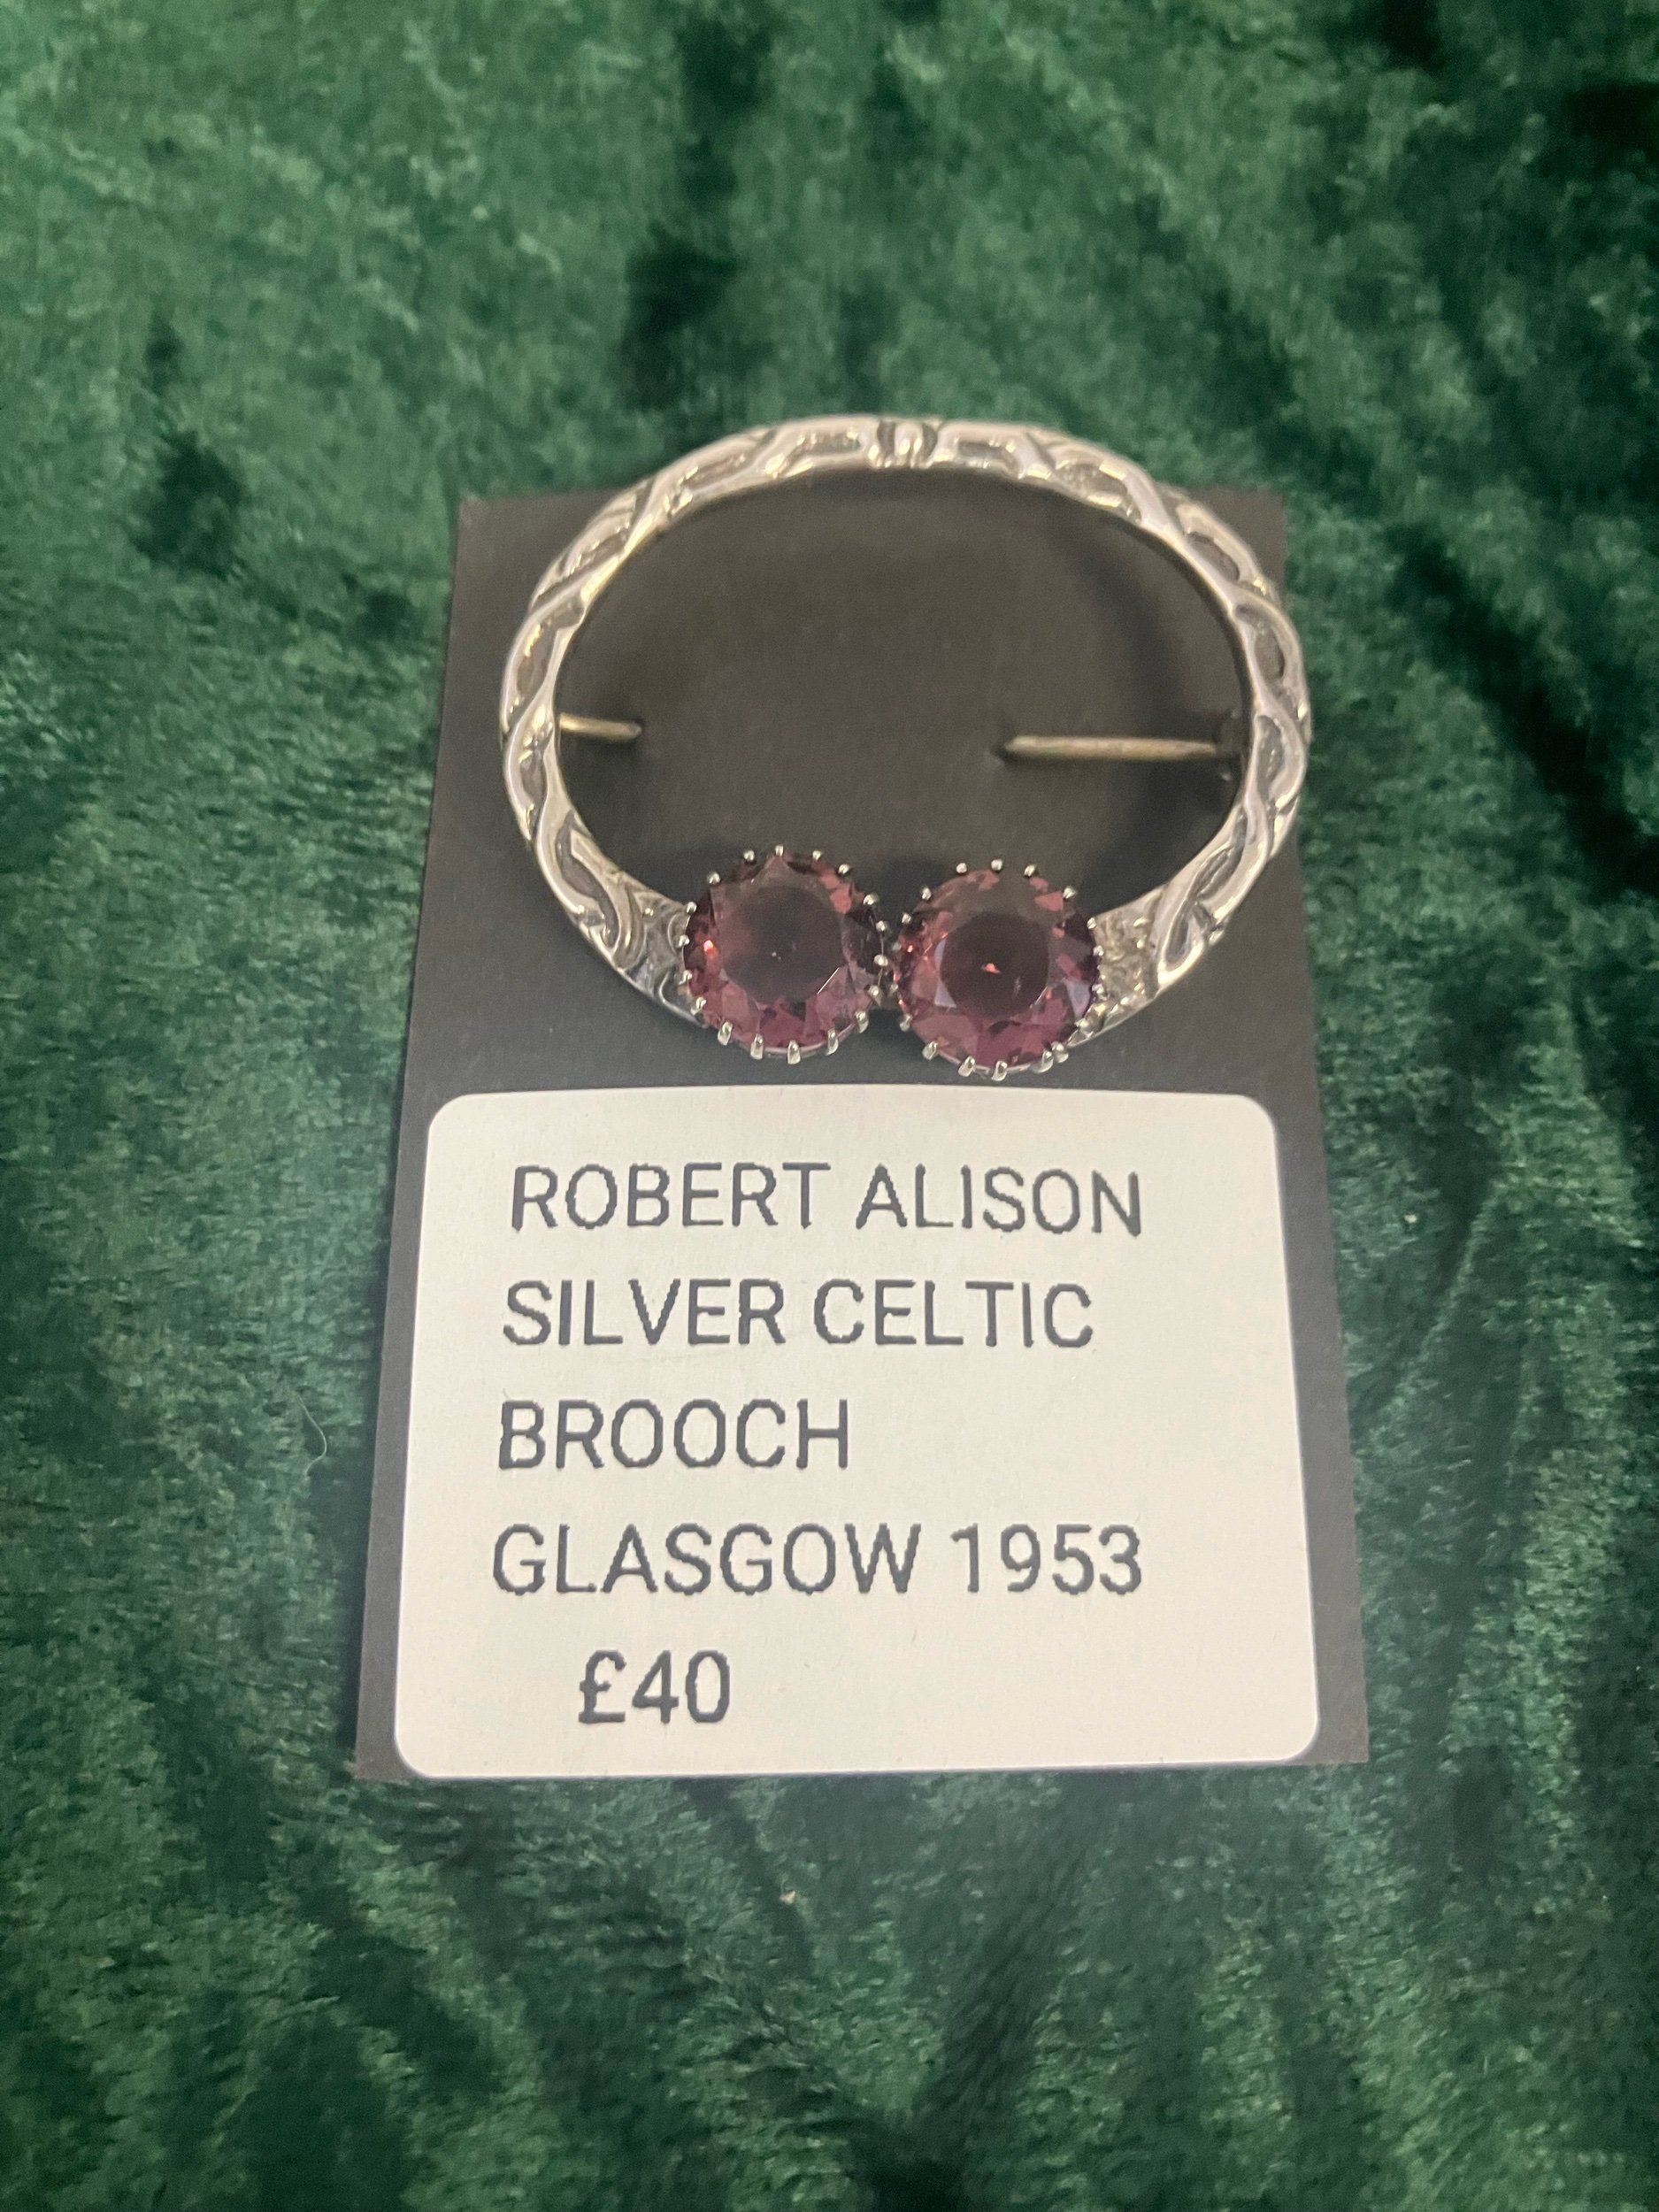 ROBERT ALISON
SILVER CELTIC
BROOCH
GLASGOW 1953
£40